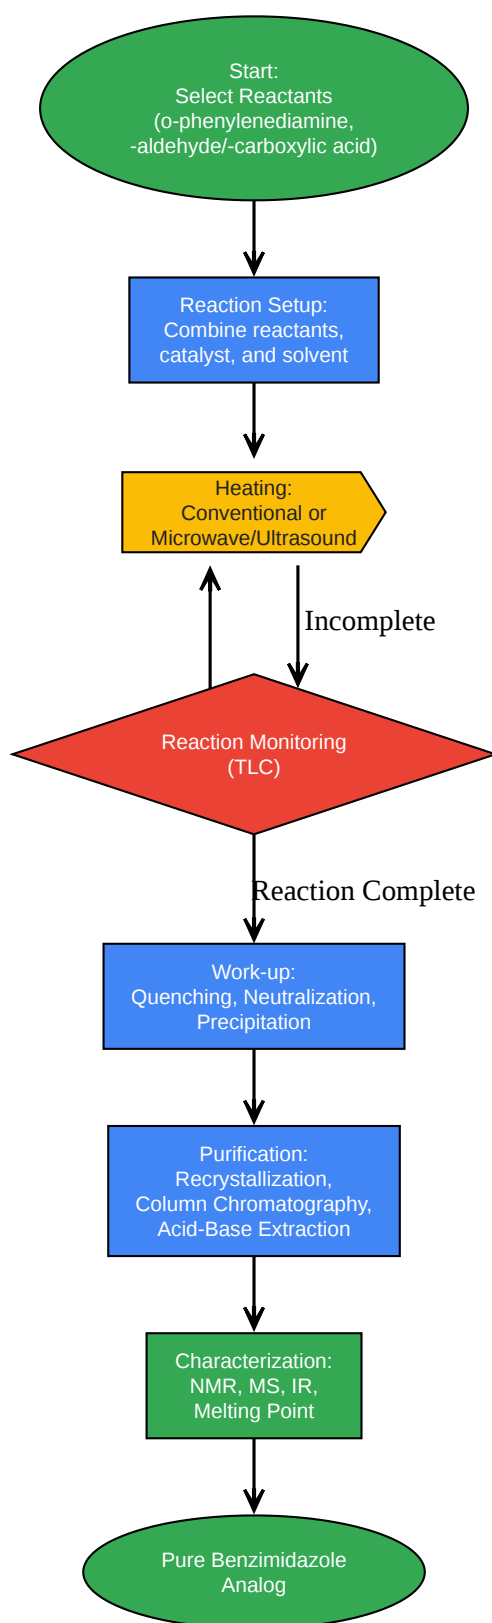 Start:
Select Reactants
(o-phenylenediamine,
-aldehyde/-carboxylic acid)
Reaction Setup:
Combine reactants,
catalyst, and solvent
Heating:
Conventional or
Microwave/Ultrasound
Incomplete
Reaction Monitoring
(TLC)
Reaction Complete
Work-up:
Quenching, Neutralization,
Precipitation
Purification:
Recrystallization,
Column Chromatography,
Acid-Base Extraction
Characterization:
NMR, MS, IR,
Melting Point
Pure Benzimidazole
Analog